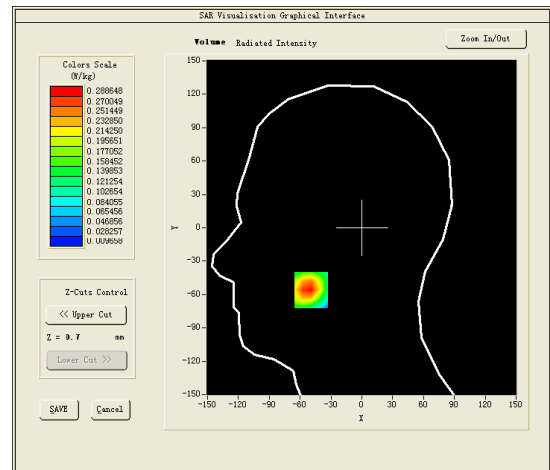 SAR Visualisation Graphical Interface
Volume Radiated Intensity
Zoom In/Out
Colors Scale
(W/kg)
0.288648
0.270049
0.251449
0.232850
0.214250
0.195651
0.177052
0.158452
0.139853
0.121254
0.102654
0.084055
0.065456
0.046856
0.028257
0.009658
Z-Cuts Control
<< Upper Cut
Z = 0.7 mm
Lower Cut >>
SAVE Cancel
150
120
90
60
30
0
-30
-60
-90
-120
-150
Y
-150 -120 -90 -60 -30 0 30 60 90 120 150
X